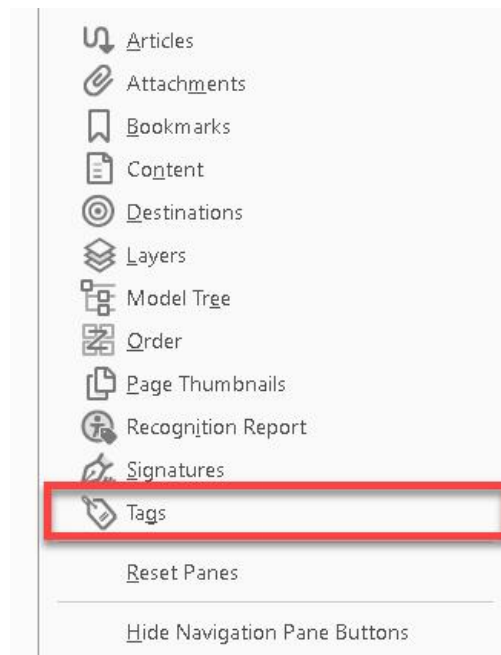 Articles
Attachments
Bookmarks
Content
Destinations
Layers
Model Tree
Order
Page Thumbnails
Recognition Report
Signatures
Tags
Reset Panes
Hide Navigation Pane Buttons